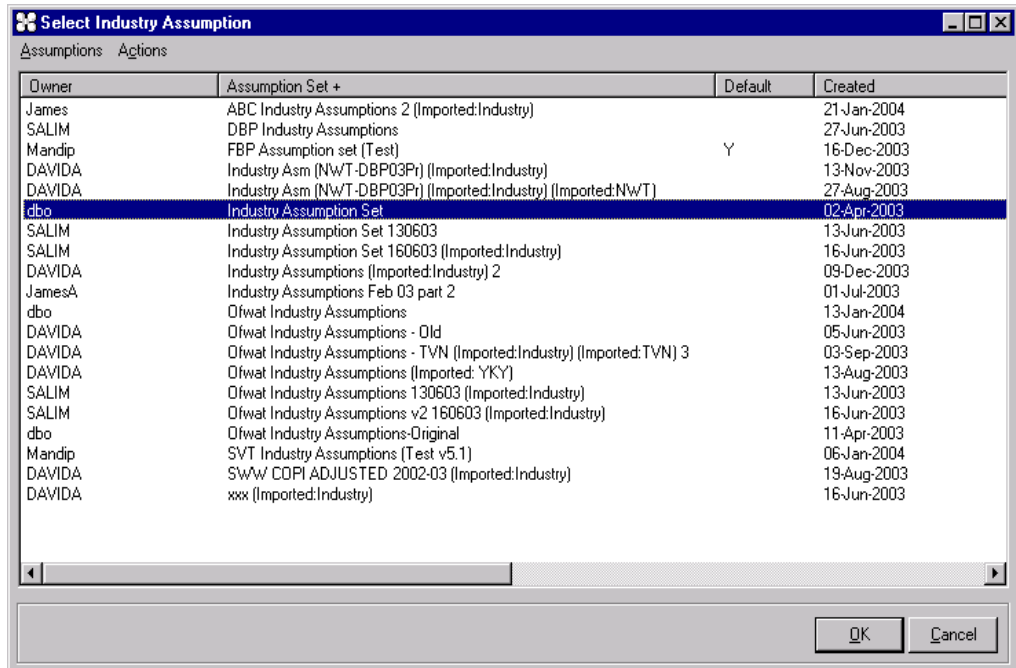 Select Industry Assumption
Assumptions Actions
Owner Assumption Set + Default Created
James ABC Industry Assumptions 2 (Imported:Industry) 21-Jan-2004
SALIM DBP Industry Assumptions 27-Jun-2003
Mandip FBP Assumption set (Test) Y 16-Dec-2003
DAVIDA Industry Asm (NWT-DBP03Pr) (Imported:Industry) 13-Nov-2003
DAVIDA Industry Asm (NWT-DBP03Pr) (Imported:Industry) (Imported:NWT) 27-Aug-2003
dbo Industry Assumption Set 02-Apr-2003
SALIM Industry Assumption Set 130603 13-Jun-2003
SALIM Industry Assumption Set 160603 (Imported:Industry) 16-Jun-2003
DAVIDA Industry Assumptions (Imported:Industry) 2 09-Dec-2003
JamesA Industry Assumptions Feb 03 part 2 01-Jul-2003
dbo Ofwat Industry Assumptions 13-Jan-2004
DAVIDA Ofwat Industry Assumptions - Old 05-Jun-2003
DAVIDA Ofwat Industry Assumptions - TVN (Imported:Industry) (Imported:TVN) 3 03-Sep-2003
DAVIDA Ofwat Industry Assumptions (Imported: YKY) 13-Aug-2003
SALIM Ofwat Industry Assumptions 130603 (Imported:Industry) 13-Jun-2003
SALIM Ofwat Industry Assumptions v2 160603 (Imported:Industry) 16-Jun-2003
dbo Ofwat Industry Assumptions-Original 11-Apr-2003
Mandip SVT Industry Assumptions (Test v5.1) 06-Jan-2004
DAVIDA SWW COPI ADJUSTED 2002-03 (Imported:Industry) 19-Aug-2003
DAVIDA xxx (Imported:Industry) 16-Jun-2003
OK Cancel